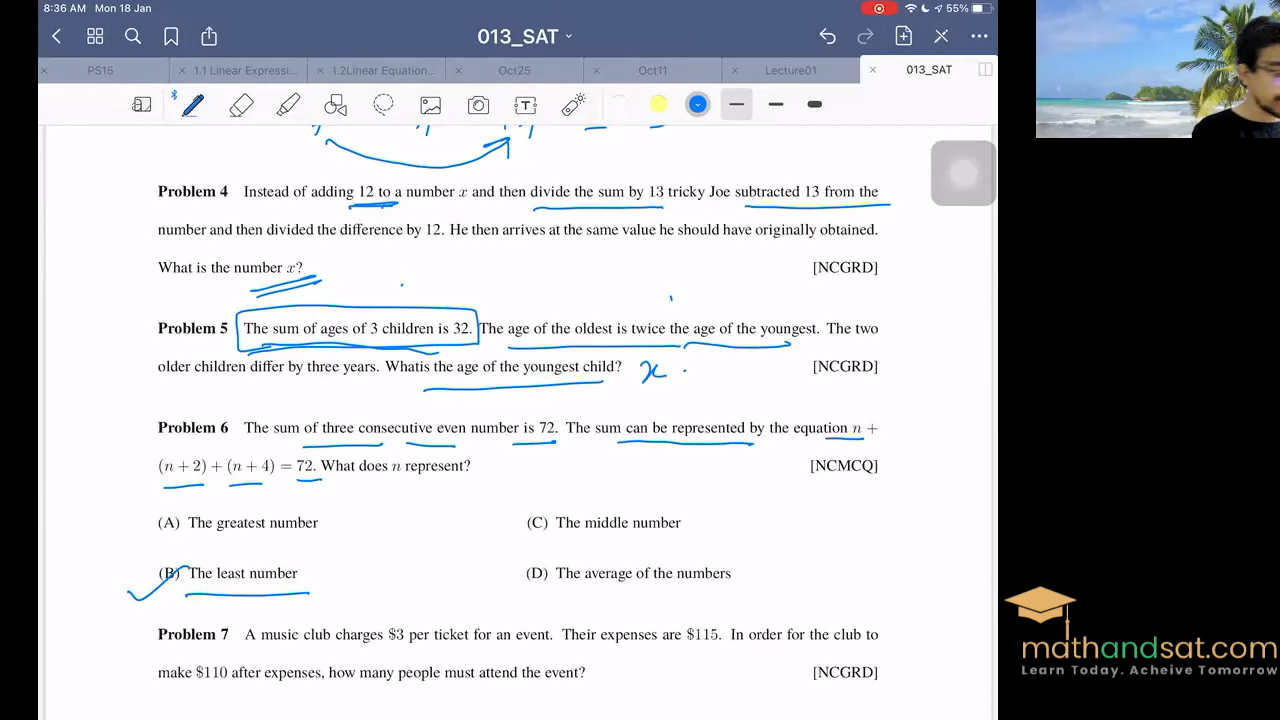 8:36 AM Mon 18 Jan
55%
013_SAT
PS15
1.1 Linear Expressi...
1.2Linear Equation...
Oct25
Oct11
Lecture01
013_SAT
Problem 4 Instead of adding 12 to a number x and then divide the sum by 13 tricky Joe subtracted 13 from the
number and then divided the difference by 12. He then arrives at the same value he should have originally obtained.
What is the number x? [NCGRD]
Problem 5 The sum of ages of 3 children is 32. The age of the oldest is twice the age of the youngest. The two
older children differ by three years. Whatis the age of the youngest child? x [NCGRD]
Problem 6 The sum of three consecutive even number is 72. The sum can be represented by the equation n +
(n + 2) + (n + 4) = 72. What does n represent? [NCMCQ]
(A) The greatest number (C) The middle number
(B) The least number (D) The average of the numbers
Problem 7 A music club charges $3 per ticket for an event. Their expenses are $115. In order for the club to
make $110 after expenses, how many people must attend the event? [NCGRD]
mathandsat.com
Learn Today. Acheive Tomorrow